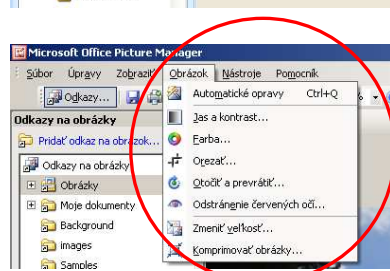 Microsoft Office Picture Manager
Súbor Úpravy Zobraziť Obrázok Nástroje Pomocník
Odkazy...
Automatické opravy Ctrl+Q
Odkazy na obrázky
Jas a kontrast...
Pridať odkaz na obrázok...
Farba...
Odkazy na obrázky
Orezať...
Obrázky
Otočiť a prevrátiť...
Moje dokumenty
Odstránenie červených očí...
Background
Zmeniť veľkosť...
images
Komprimovať obrázky...
Samples